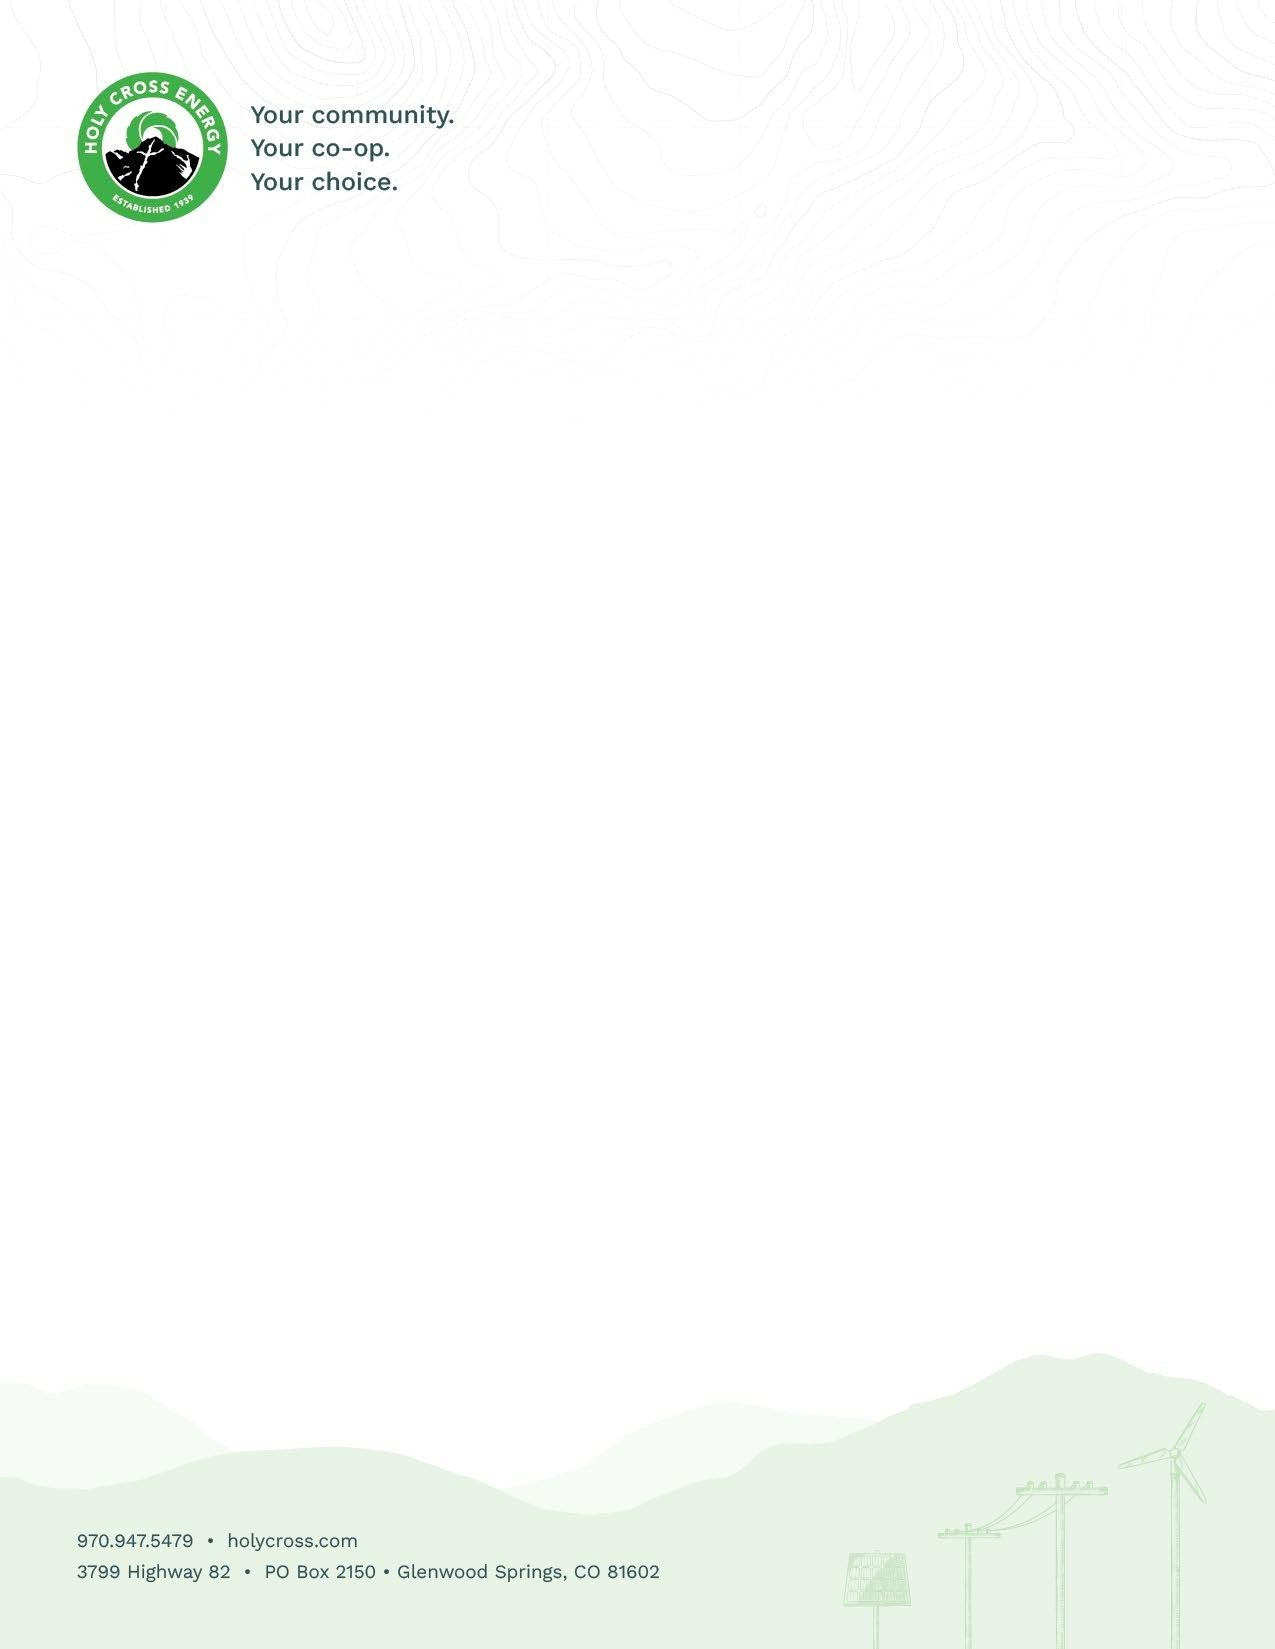 HOLY CROSS ENERGY
ESTABLISHED 1939
Your community.
Your co-op.
Your choice.
970.947.5479 • holycross.com
3799 Highway 82 • PO Box 2150 • Glenwood Springs, CO 81602